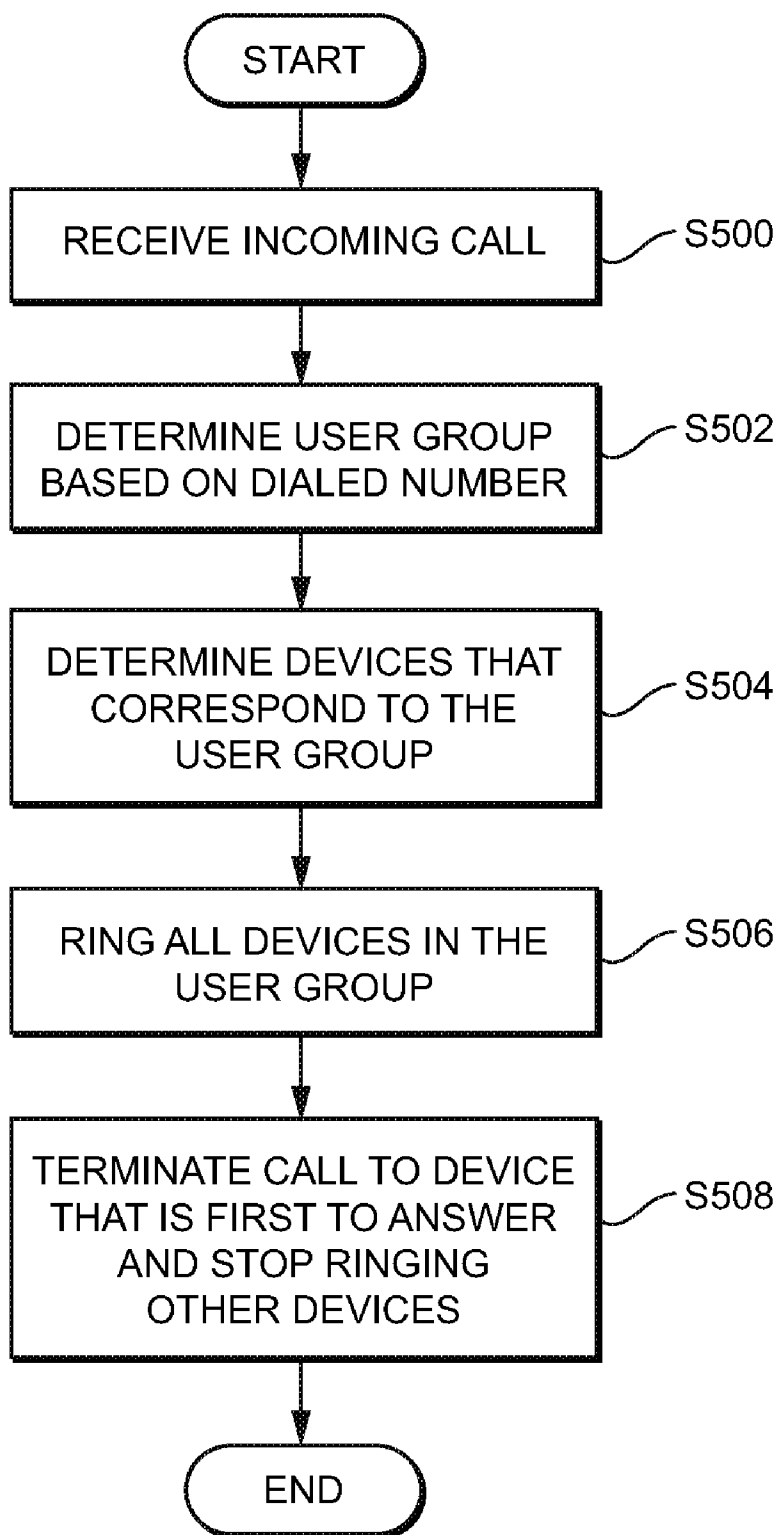 START
RECEIVE INCOMING CALL
S500
DETERMINE USER GROUP
BASED ON DIALED NUMBER
S502
DETERMINE DEVICES THAT
CORRESPOND TO THE
USER GROUP
S504
RING ALL DEVICES IN THE
USER GROUP
S506
TERMINATE CALL TO DEVICE
THAT IS FIRST TO ANSWER
AND STOP RINGING
OTHER DEVICES
S508
END